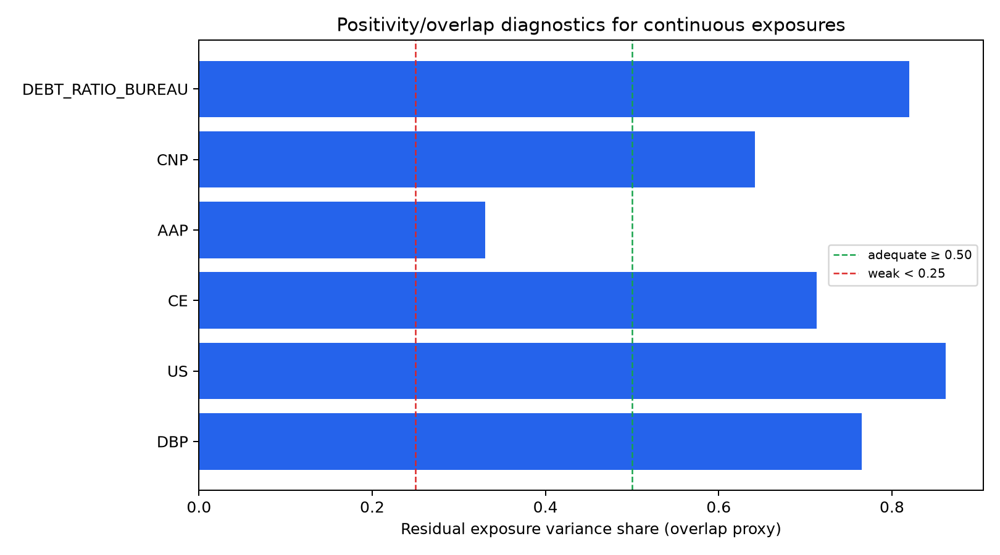 Positivity/overlap diagnostics for continuous exposures
DEBT_RATIO_BUREAU
CNP
AAP
CE
US
DBP
adequate ≥ 0.50
weak < 0.25
0.0 0.2 0.4 0.6 0.8
Residual exposure variance share (overlap proxy)